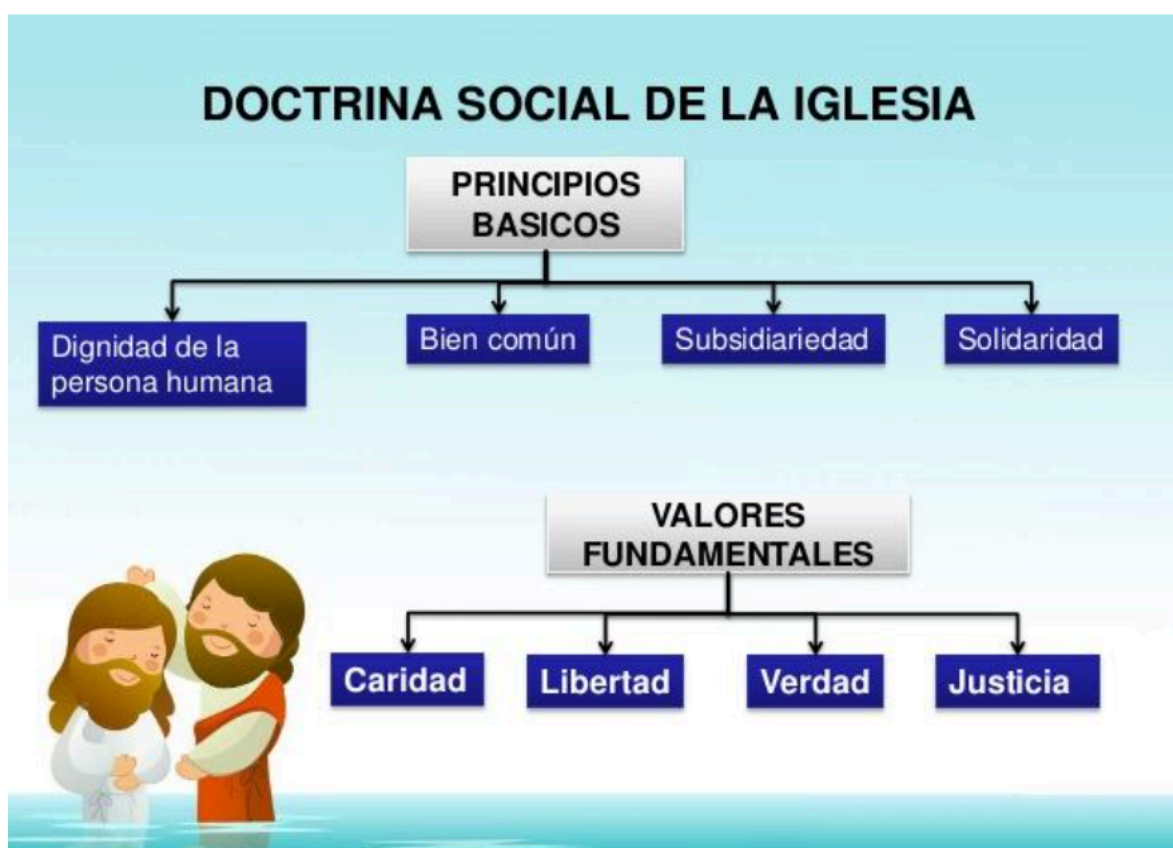 DOCTRINA SOCIAL DE LA IGLESIA
PRINCIPIOS
BASICOS
Dignidad de la
persona humana
Bien común
Subsidiariedad
Solidaridad
VALORES
FUNDAMENTALES
Caridad
Libertad
Verdad
Justicia